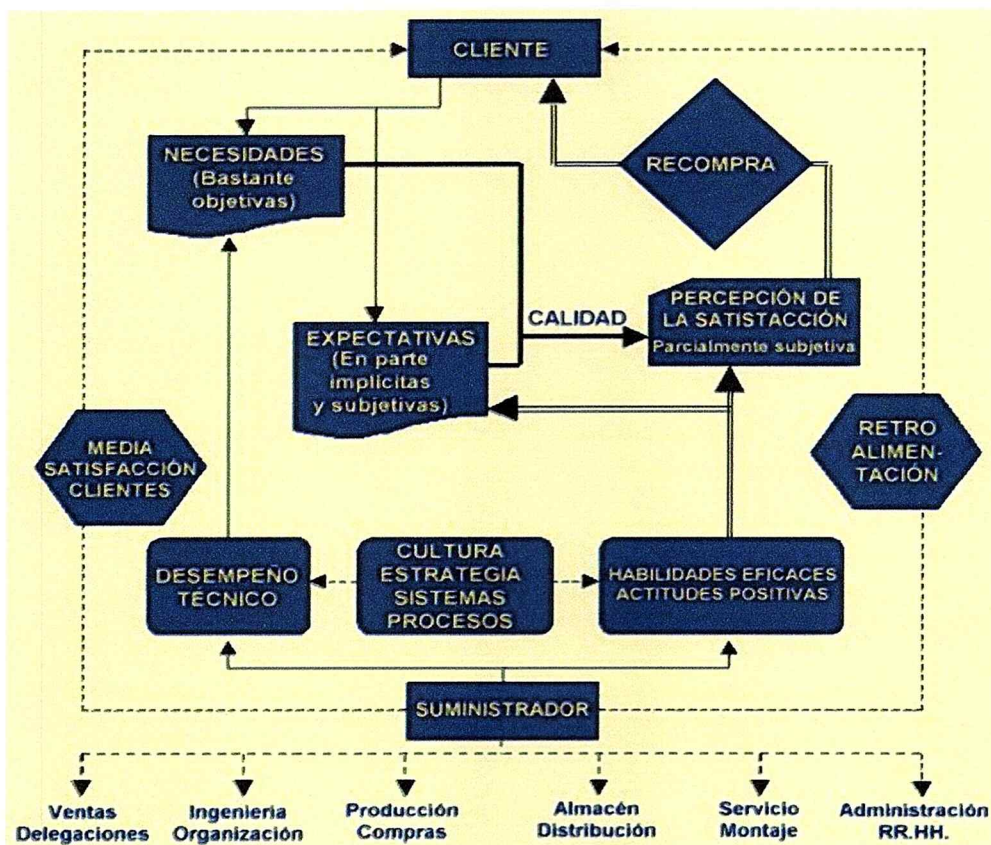 CLIENTE
NECESIDADES
(Bastante
objetivas)
RECOMPRA
CALIDAD
PERCEPCIÓN DE
LA SATISTACCIÓN
Parcialmente subjetiva
EXPECTATIVAS
(En parte
implícitas
y subjetivas)
MEDIA
SATISFACCIÓN
CLIENTES
RETRO
ALIMEN-
TACIÓN
DESEMPEÑO
TÉCNICO
CULTURA
ESTRATEGIA
SISTEMAS
PROCESOS
HABILIDADES EFICACES
ACTITUDES POSITIVAS
SUMINISTRADOR
Ventas
Delegaciones
Ingenieria
Organización
Producción
Compras
Almacén
Distribución
Servicio
Montaje
Administración
RR.HH.